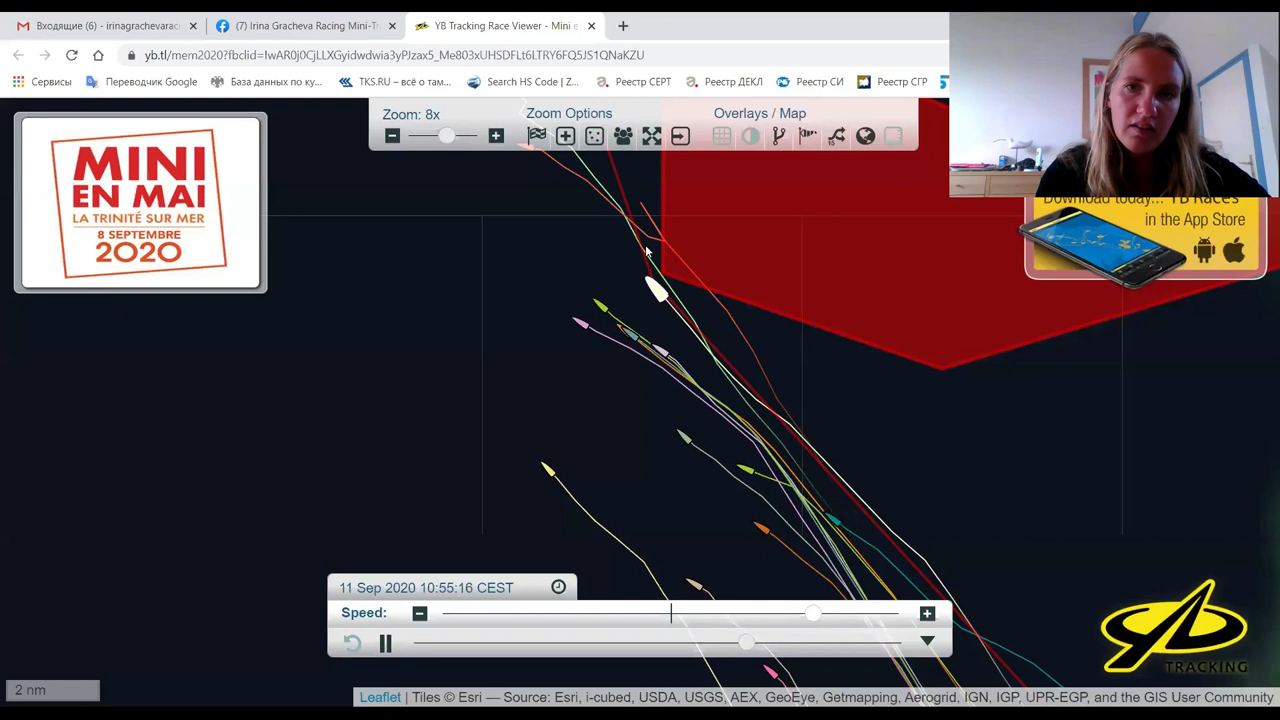 Входящие (6) - irinagrachevarac
(7) Irina Gracheva Racing Mini-Tr
YB Tracking Race Viewer - Mini e
yb.tl/mem2020?fbclid=IwAR0j0CjLLXGyidwdwia3yPJzax5_Me803xUHSDFLt6LTRY6FQ5JS1QNaKZU
Сервисы
Переводчик Google
База данных по ку...
TKS.RU – всё о там...
Search HS Code | Z...
Реестр СЕРТ
Реестр ДЕКЛ
Реестр СИ
Реестр СГР
Zoom: 8x
Zoom Options
Overlays / Map
MINI
EN MAI
LA TRINITÉ SUR MER
8 SEPTEMBRE
2020
Download today... YB Races
in the App Store
11 Sep 2020 10:55:16 CEST
Speed:
TRACKING
2 nm
Leaflet | Tiles © Esri — Source: Esri, i-cubed, USDA, USGS, AEX, GeoEye, Getmapping, Aerogrid, IGN, IGP, UPR-EGP, and the GIS User Community